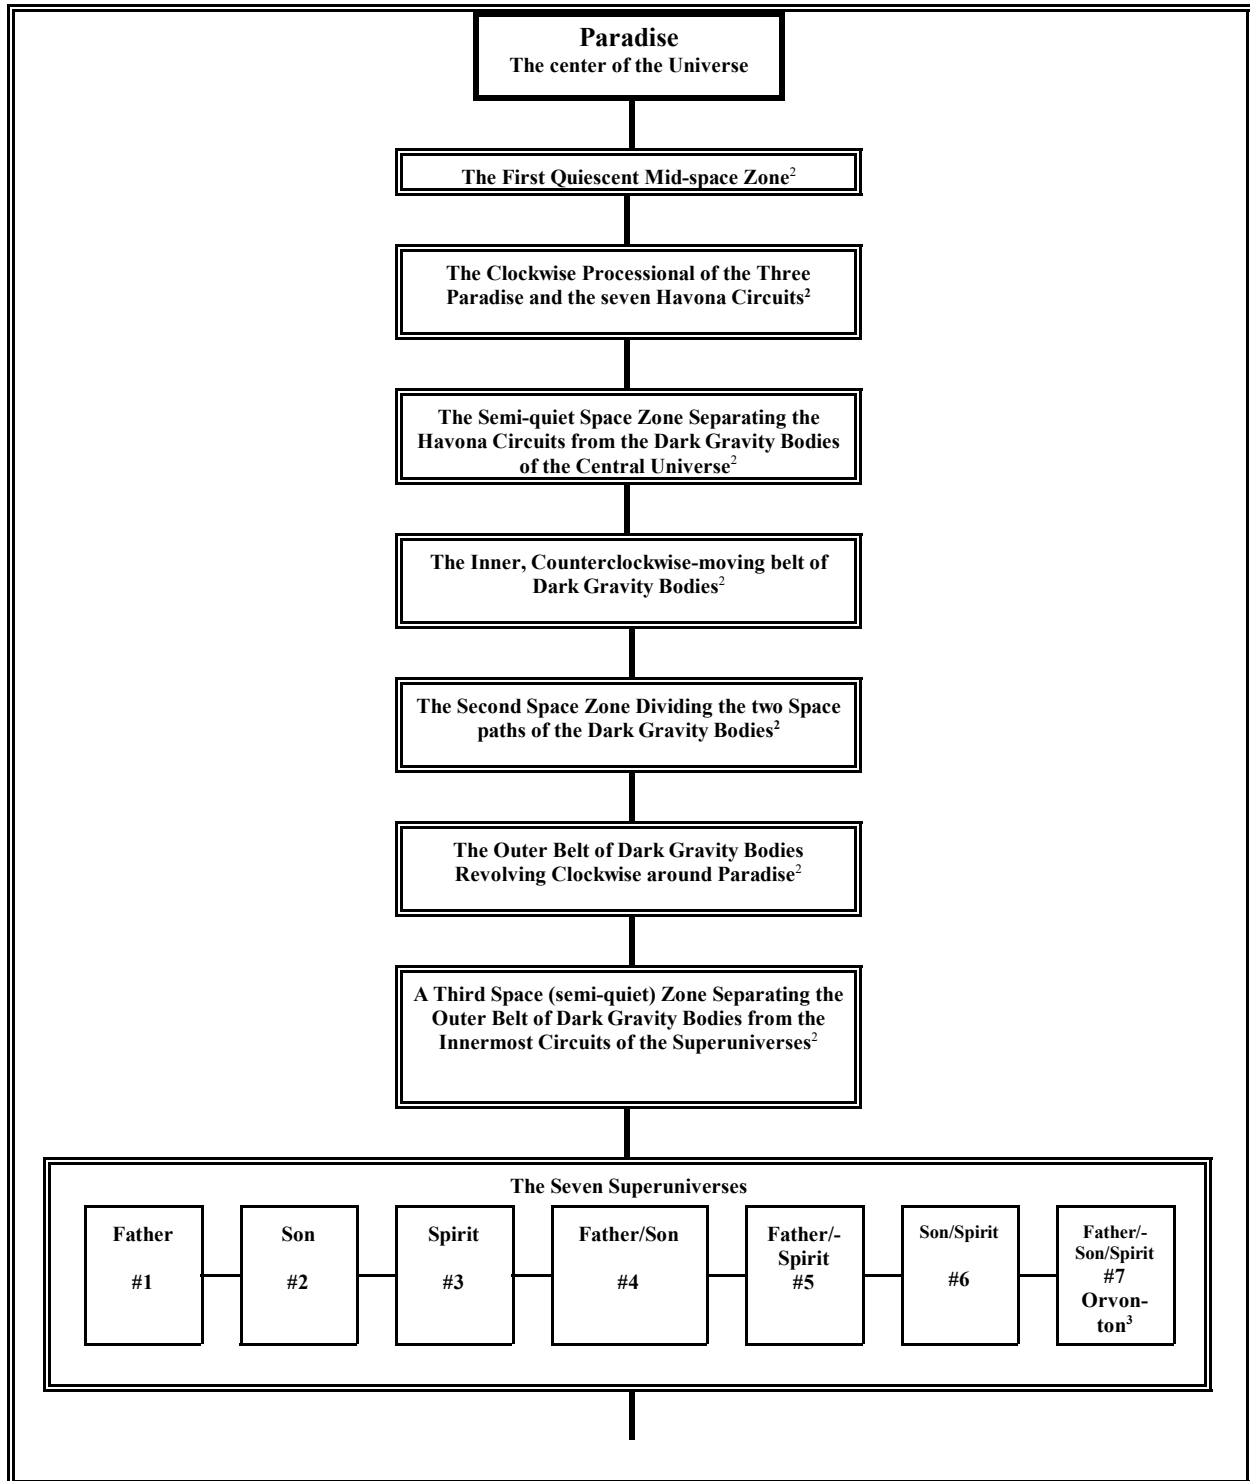 Paradise
The center of the Universe
The First Quiescent Mid-space Zone²
The Clockwise Processional of the Three
Paradise and the seven Havona Circuits²
The Semi-quiet Space Zone Separating the
Havona Circuits from the Dark Gravity Bodies
of the Central Universe²
The Inner, Counterclockwise-moving belt of
Dark Gravity Bodies²
The Second Space Zone Dividing the two Space
paths of the Dark Gravity Bodies²
The Outer Belt of Dark Gravity Bodies
Revolving Clockwise around Paradise²
A Third Space (semi-quiet) Zone Separating the
Outer Belt of Dark Gravity Bodies from the
Innermost Circuits of the Superuniverses²
The Seven Superuniverses
Father
#1
Son
#2
Spirit
#3
Father/Son
#4
Father/-
Spirit
#5
Son/Spirit
#6
Father/-
Son/Spirit
#7
Orvon-
ton³